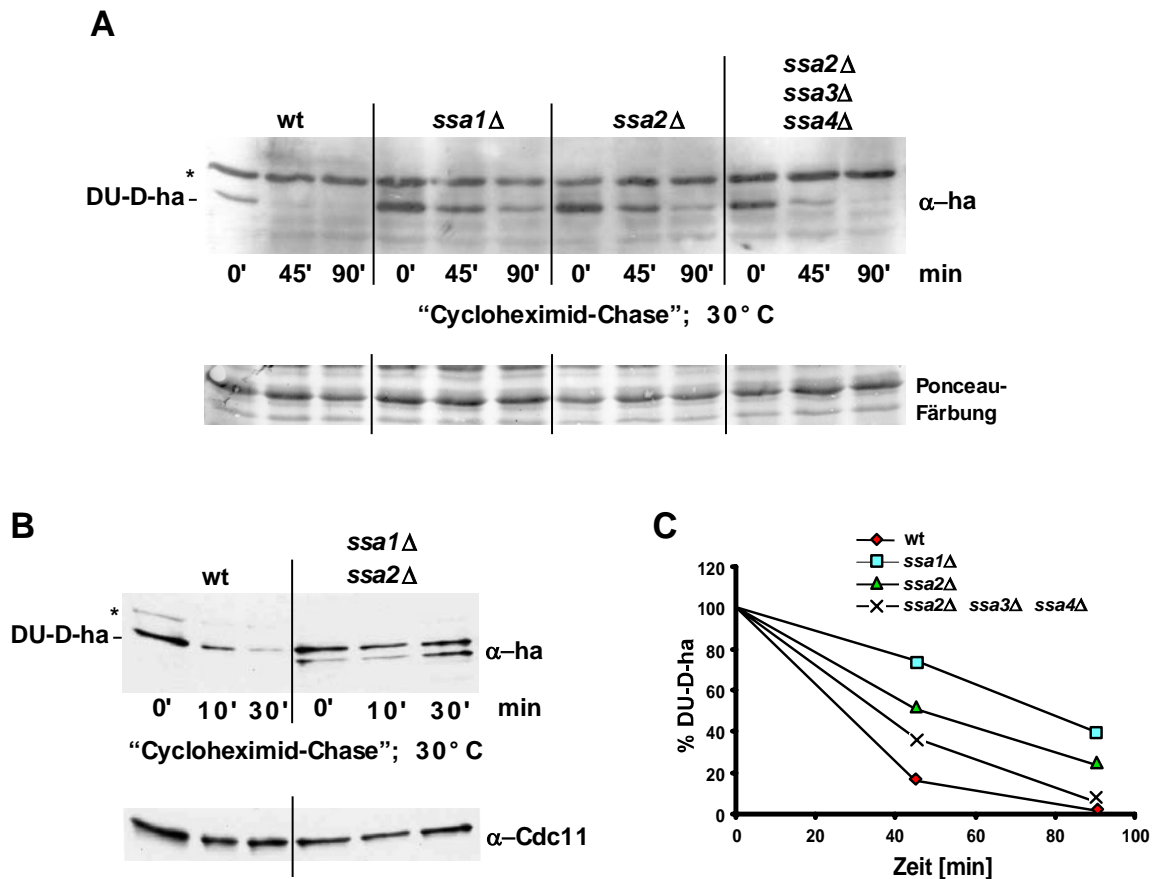 A
ssa2Δ
ssa3Δ
wt ssa1Δ ssa2Δ ssa4Δ
*
DU-D-ha – α–ha
0' 45' 90' 0' 45' 90' 0' 45' 90' 0' 45' 90' min
“Cycloheximid-Chase”; 30°C
Ponceau-
Färbung
B
ssa1Δ
wt ssa2Δ
*
DU-D-ha – α–ha
0' 10' 30' 0' 10' 30' min
“Cycloheximid-Chase”; 30°C
α–Cdc11
C
wt
ssa1Δ
ssa2Δ
ssa2Δ ssa3Δ ssa4Δ
% DU-D-ha
120
100
80
60
40
20
0
0 20 40 60 80 100
Zeit [min]